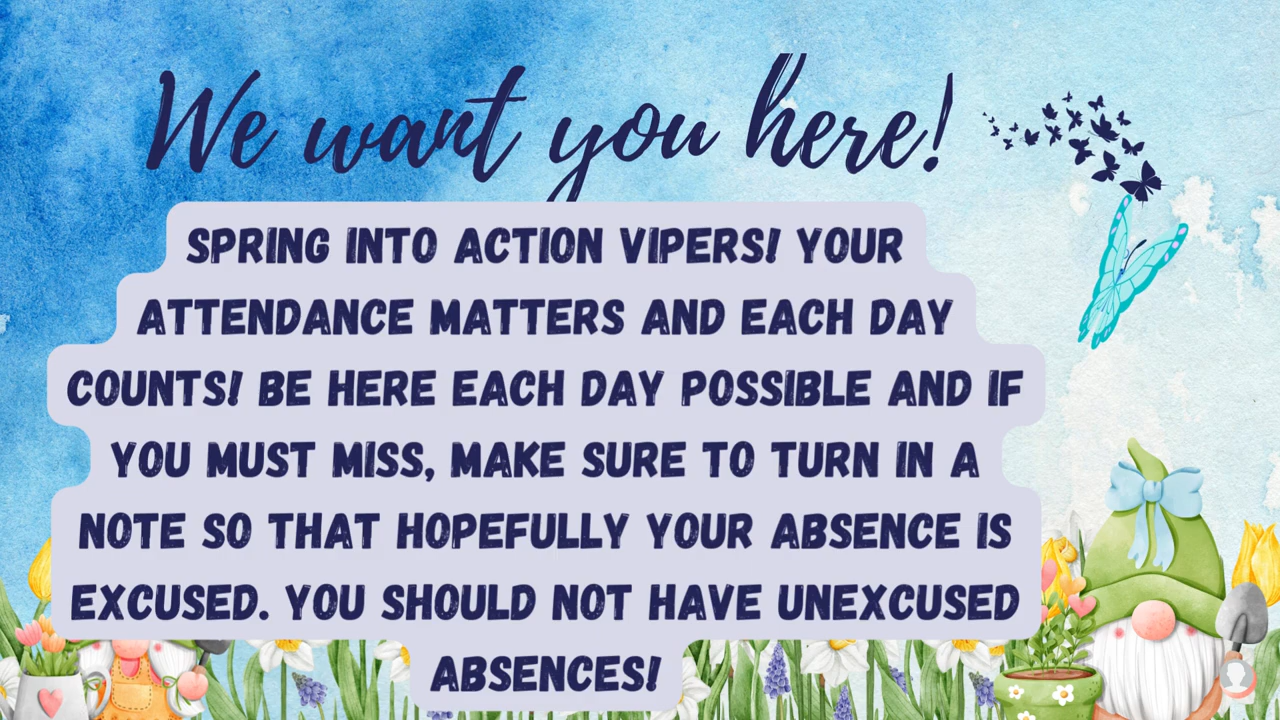 We want you here!
SPRING INTO ACTION VIPERS! YOUR
ATTENDANCE MATTERS AND EACH DAY
COUNTS! BE HERE EACH DAY POSSIBLE AND IF
YOU MUST MISS, MAKE SURE TO TURN IN A
NOTE SO THAT HOPEFULLY YOUR ABSENCE IS
EXCUSED. YOU SHOULD NOT HAVE UNEXCUSED
ABSENCES!